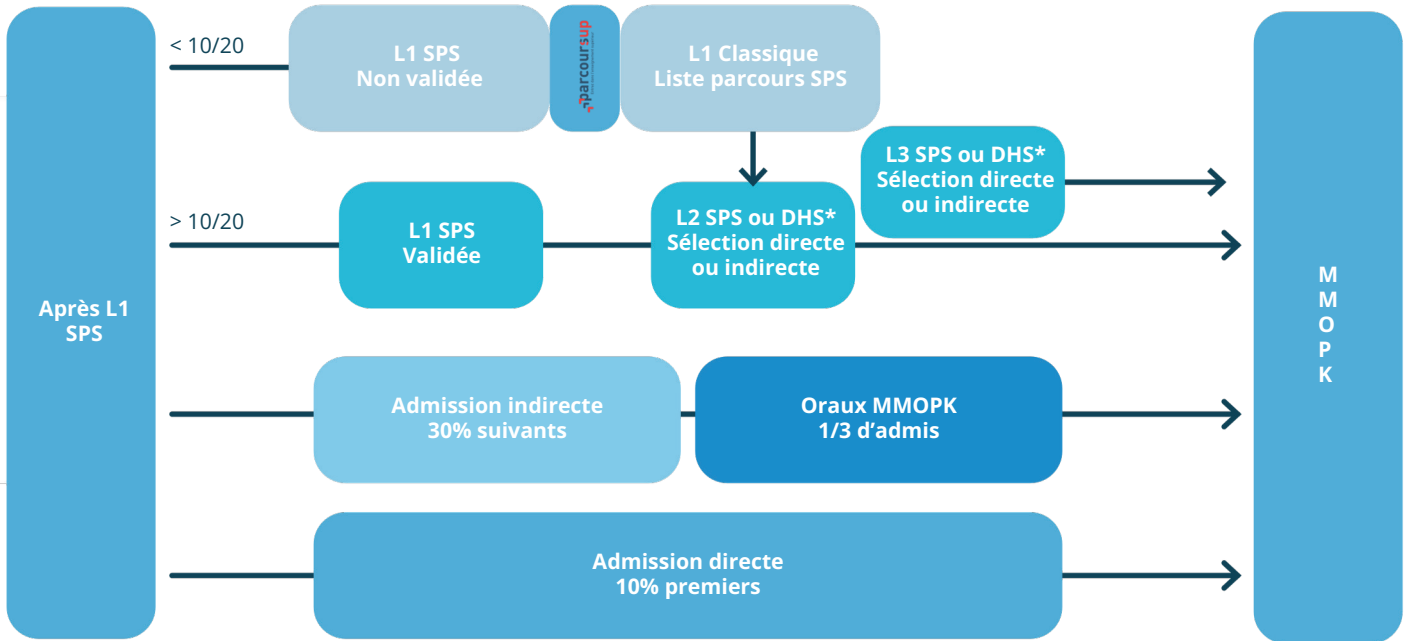 Après L1
SPS
< 10/20
L1 SPS
Non validée
parcoursup
L1 Classique
Liste parcours SPS
> 10/20
L1 SPS
Validée
L2 SPS ou DHS*
Sélection directe
ou indirecte
L3 SPS ou DHS*
Sélection directe
ou indirecte
Admission indirecte
30% suivants
Oraux MMOPK
1/3 d’admis
Admission directe
10% premiers
M
M
O
P
K